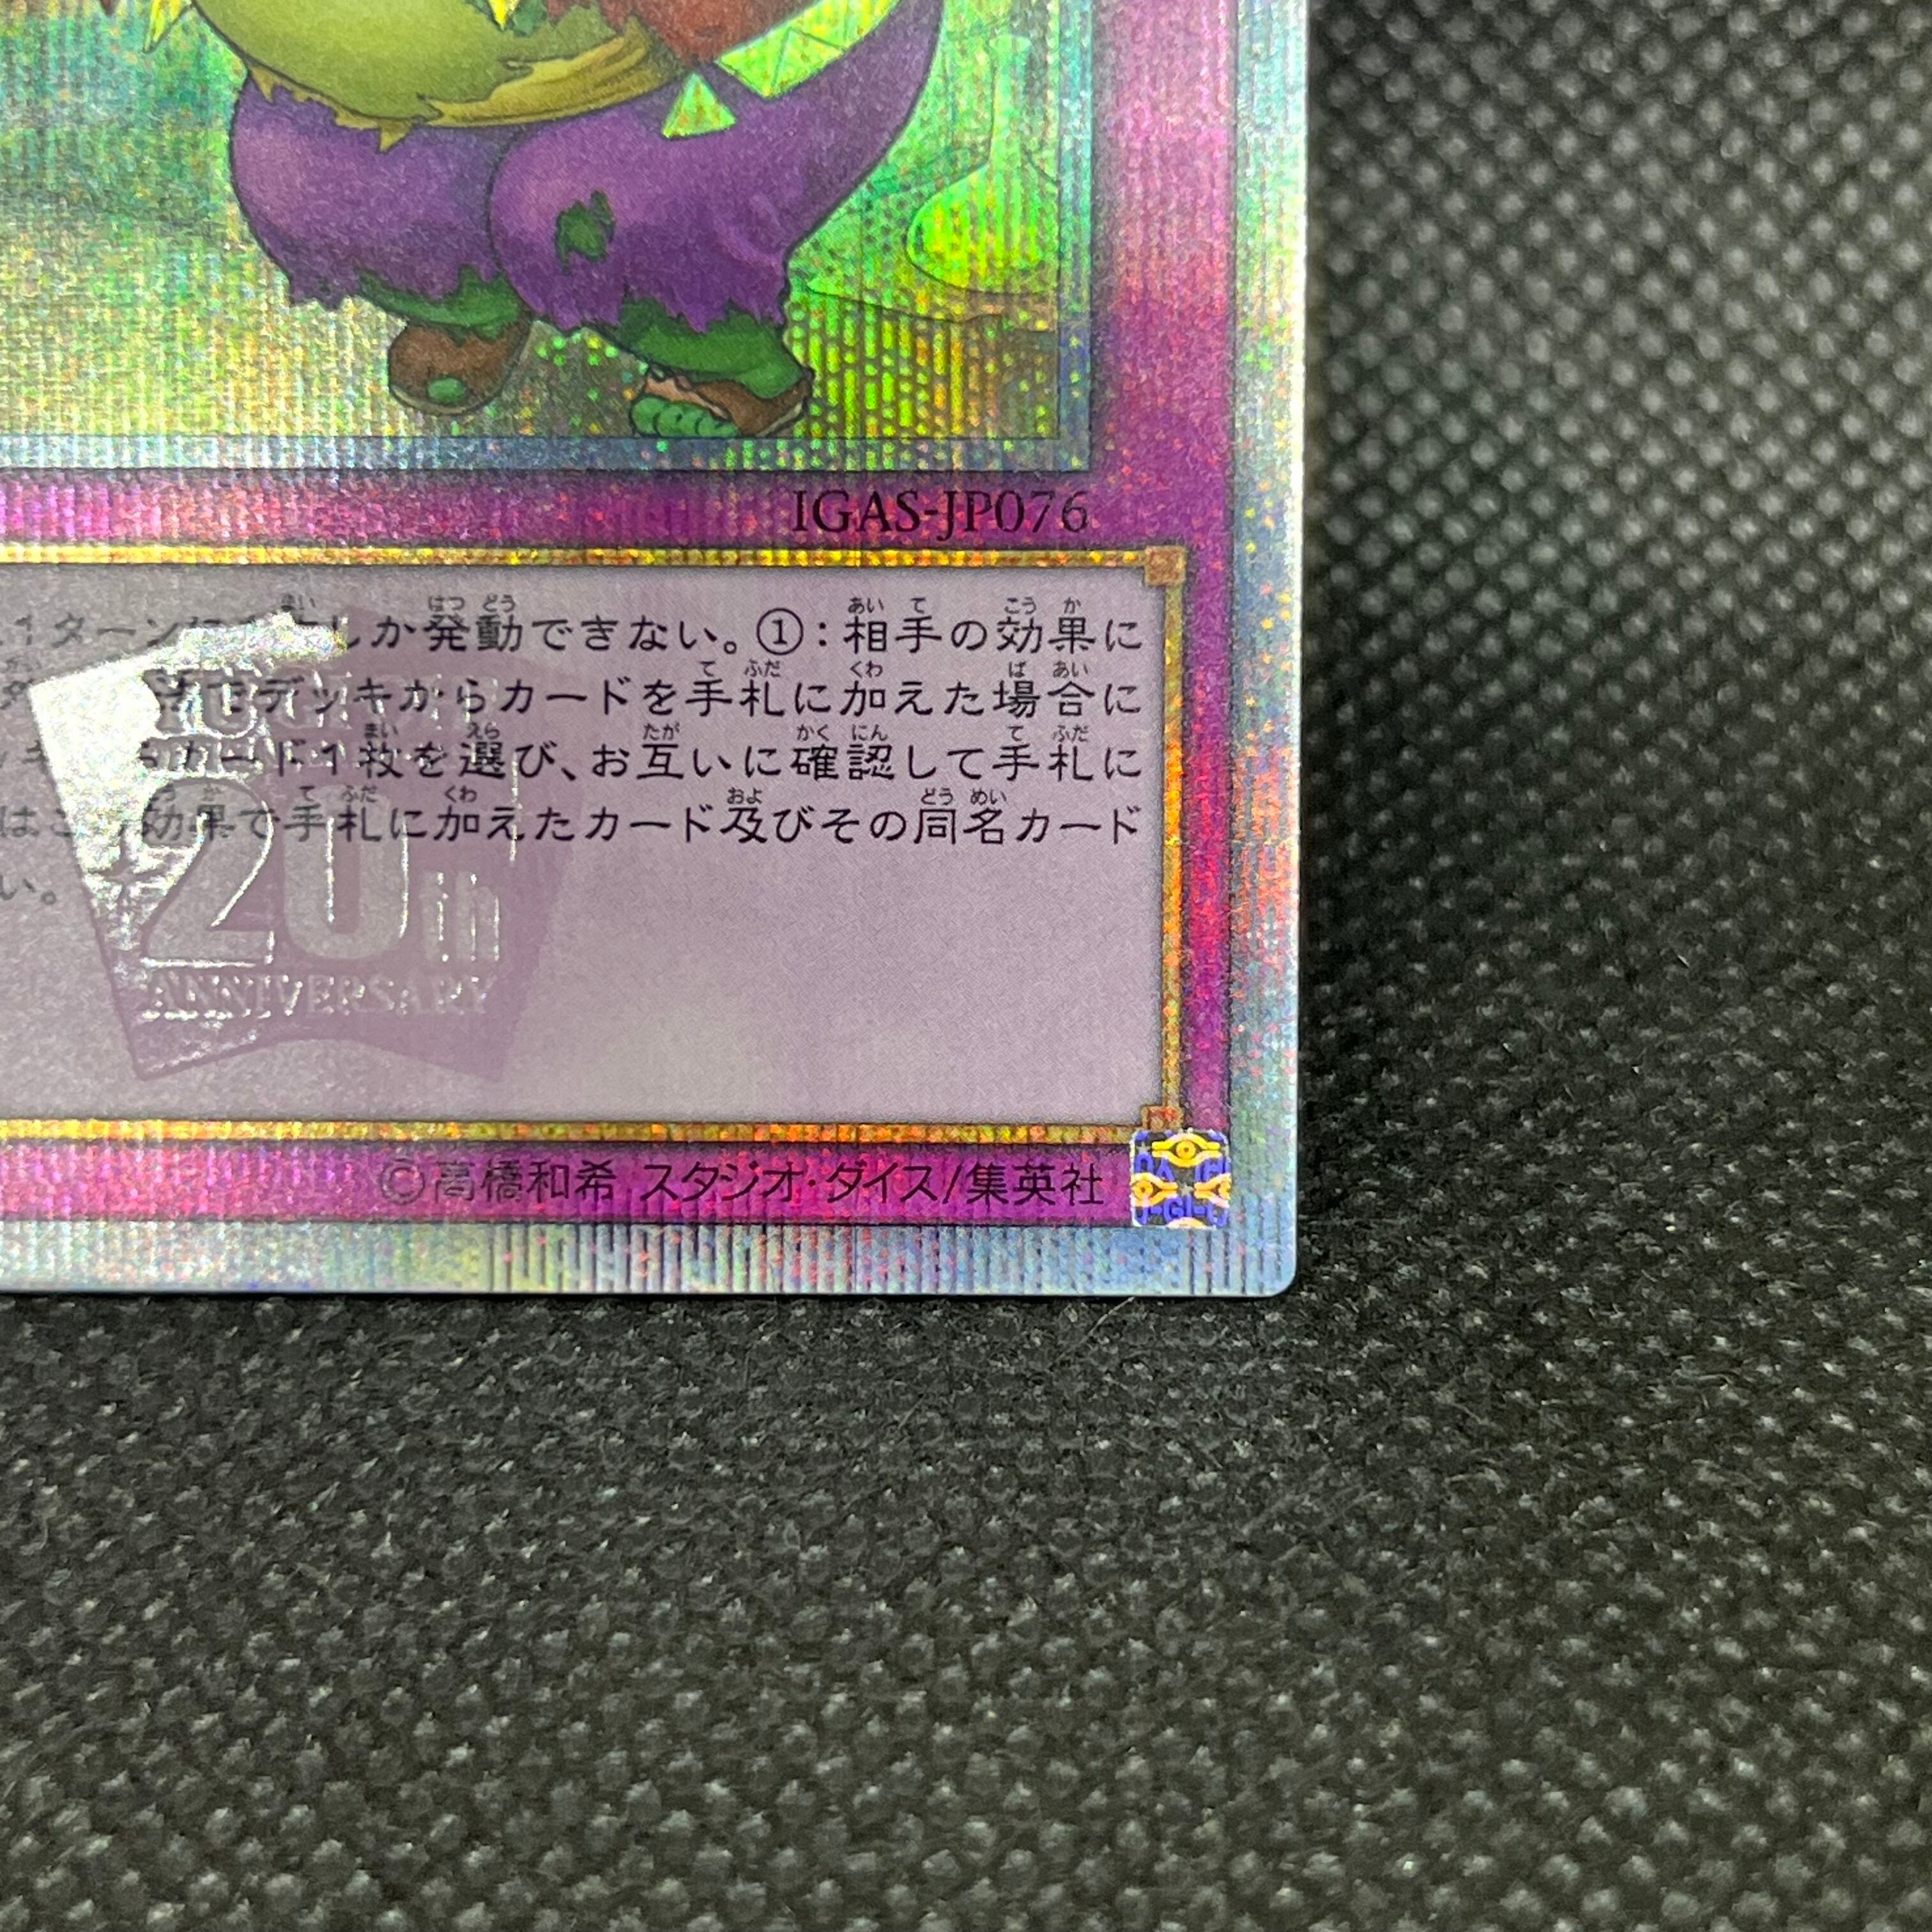 IGAS-JP076
1ターンに しか発動できない。①：相手の効果に
デッキからカードを手札に加えた場合に
カード1枚を選び、お互いに確認して手札に
効果で手札に加えたカード及びその同名カード
い。
20th
ANNIVERSARY
©高橋和希 スタジオ・ダイス/集英社